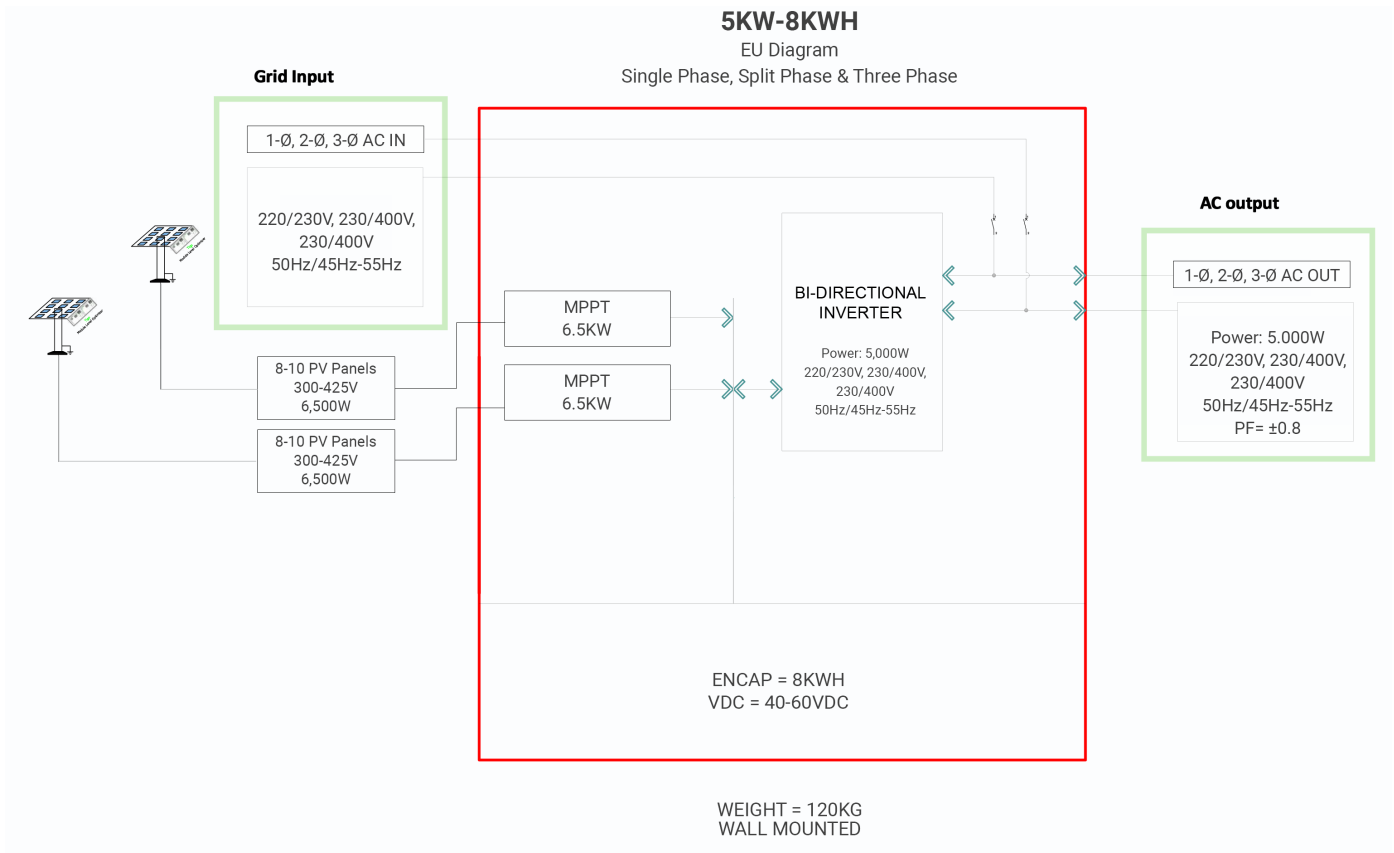 5KW-8KWH
EU Diagram
Single Phase, Split Phase & Three Phase
Grid Input
1-Ø, 2-Ø, 3-Ø AC IN
220/230V, 230/400V,
230/400V
50Hz/45Hz-55Hz
8-10 PV Panels
300-425V
6,500W
8-10 PV Panels
300-425V
6,500W
MPPT
6.5KW
MPPT
6.5KW
BI-DIRECTIONAL
INVERTER
Power: 5,000W
220/230V, 230/400V,
230/400V
50Hz/45Hz-55Hz
AC output
1-Ø, 2-Ø, 3-Ø AC OUT
Power: 5.000W
220/230V, 230/400V,
230/400V
50Hz/45Hz-55Hz
PF= ±0.8
ENCAP = 8KWH
VDC = 40-60VDC
WEIGHT = 120KG
WALL MOUNTED